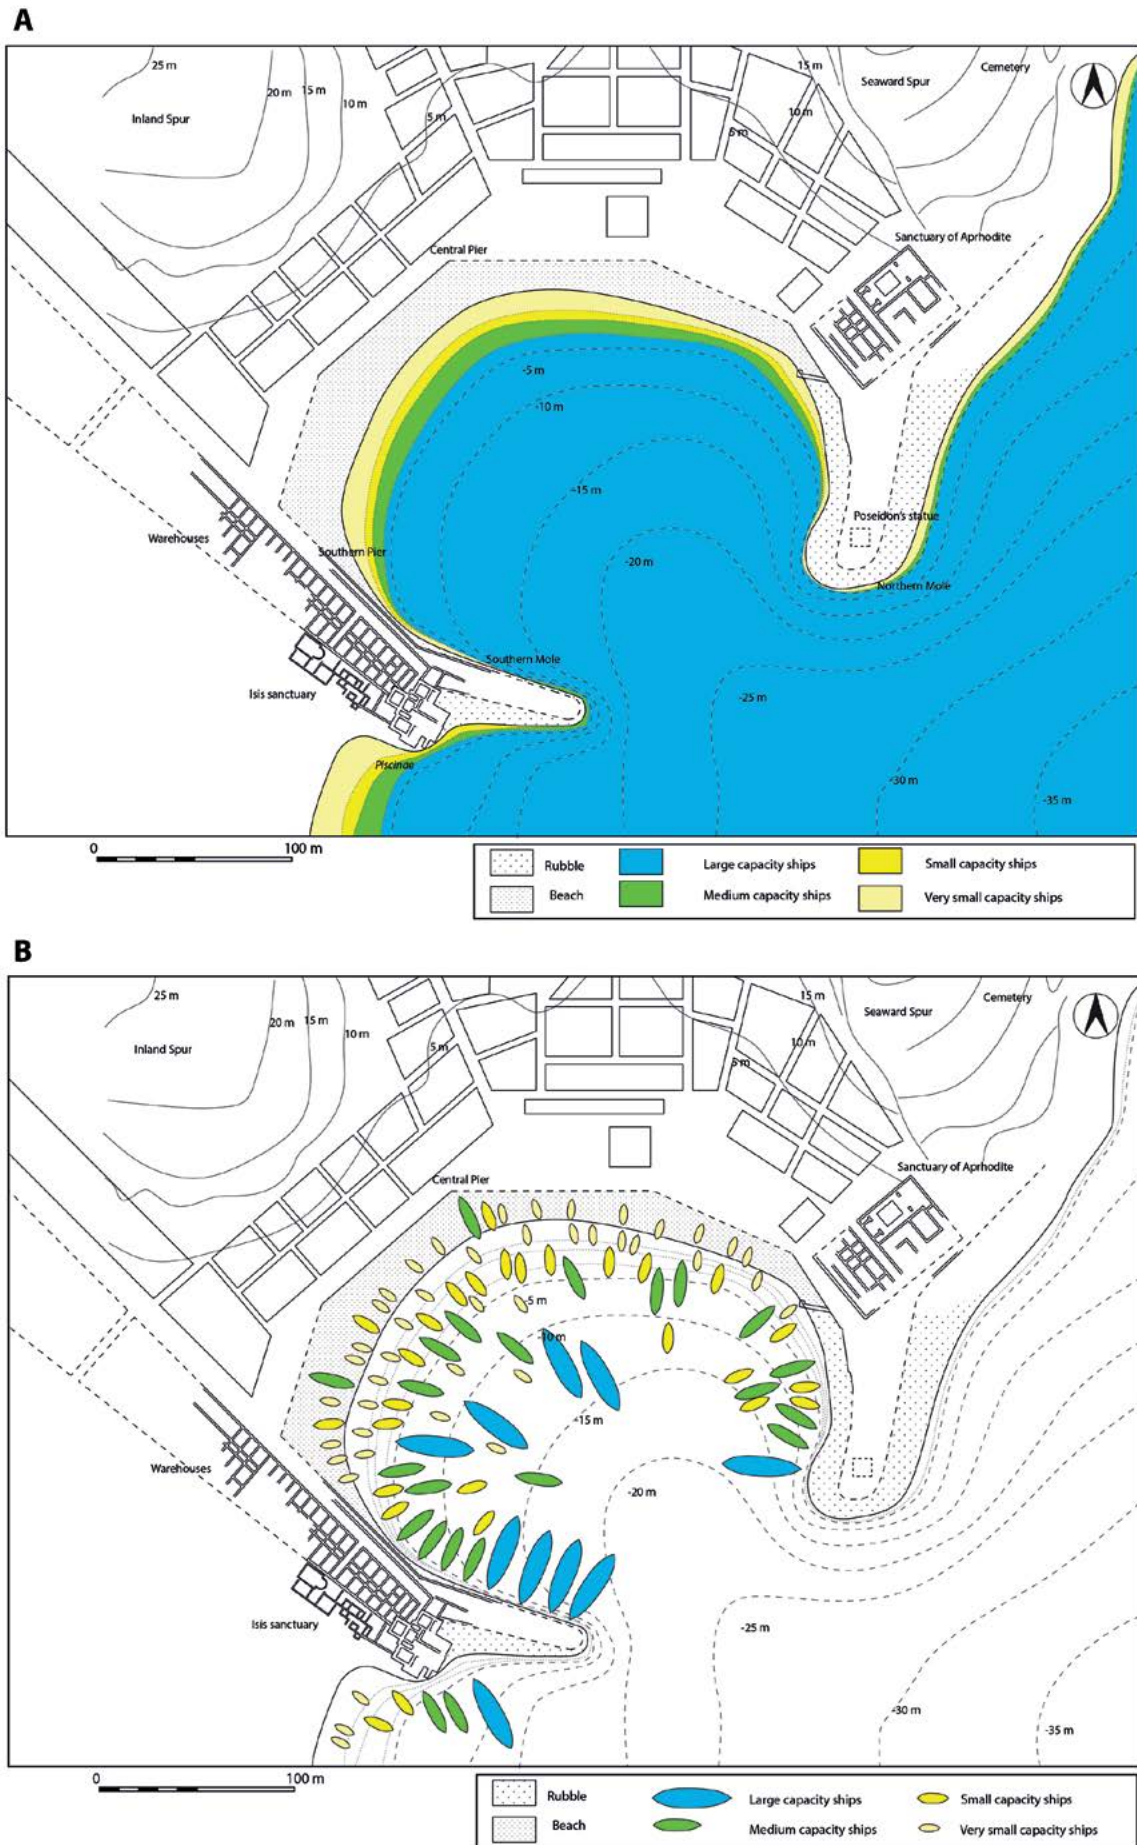 A
25 m
20 m
15 m
10 m
5 m
Inland Spur
15 m
10 m
5 m
Seaward Spur
Cemetery
Central Pier
Sanctuary of Aprhodite
-5 m
-10 m
-15 m
-20 m
Poseidon's statue
Northern Mole
Warehouses
Southern Pier
Southern Mole
Isis sanctuary
Piscinae
-25 m
-30 m
-35 m
0
100 m
Rubble
Large capacity ships
Small capacity ships
Beach
Medium capacity ships
Very small capacity ships
B
25 m
20 m
15 m
10 m
5 m
Inland Spur
15 m
10 m
5 m
Seaward Spur
Cemetery
Central Pier
Sanctuary of Aprhodite
-5 m
-10 m
-15 m
-20 m
Warehouses
Isis sanctuary
-25 m
-30 m
-35 m
0
100 m
Rubble
Large capacity ships
Small capacity ships
Beach
Medium capacity ships
Very small capacity ships